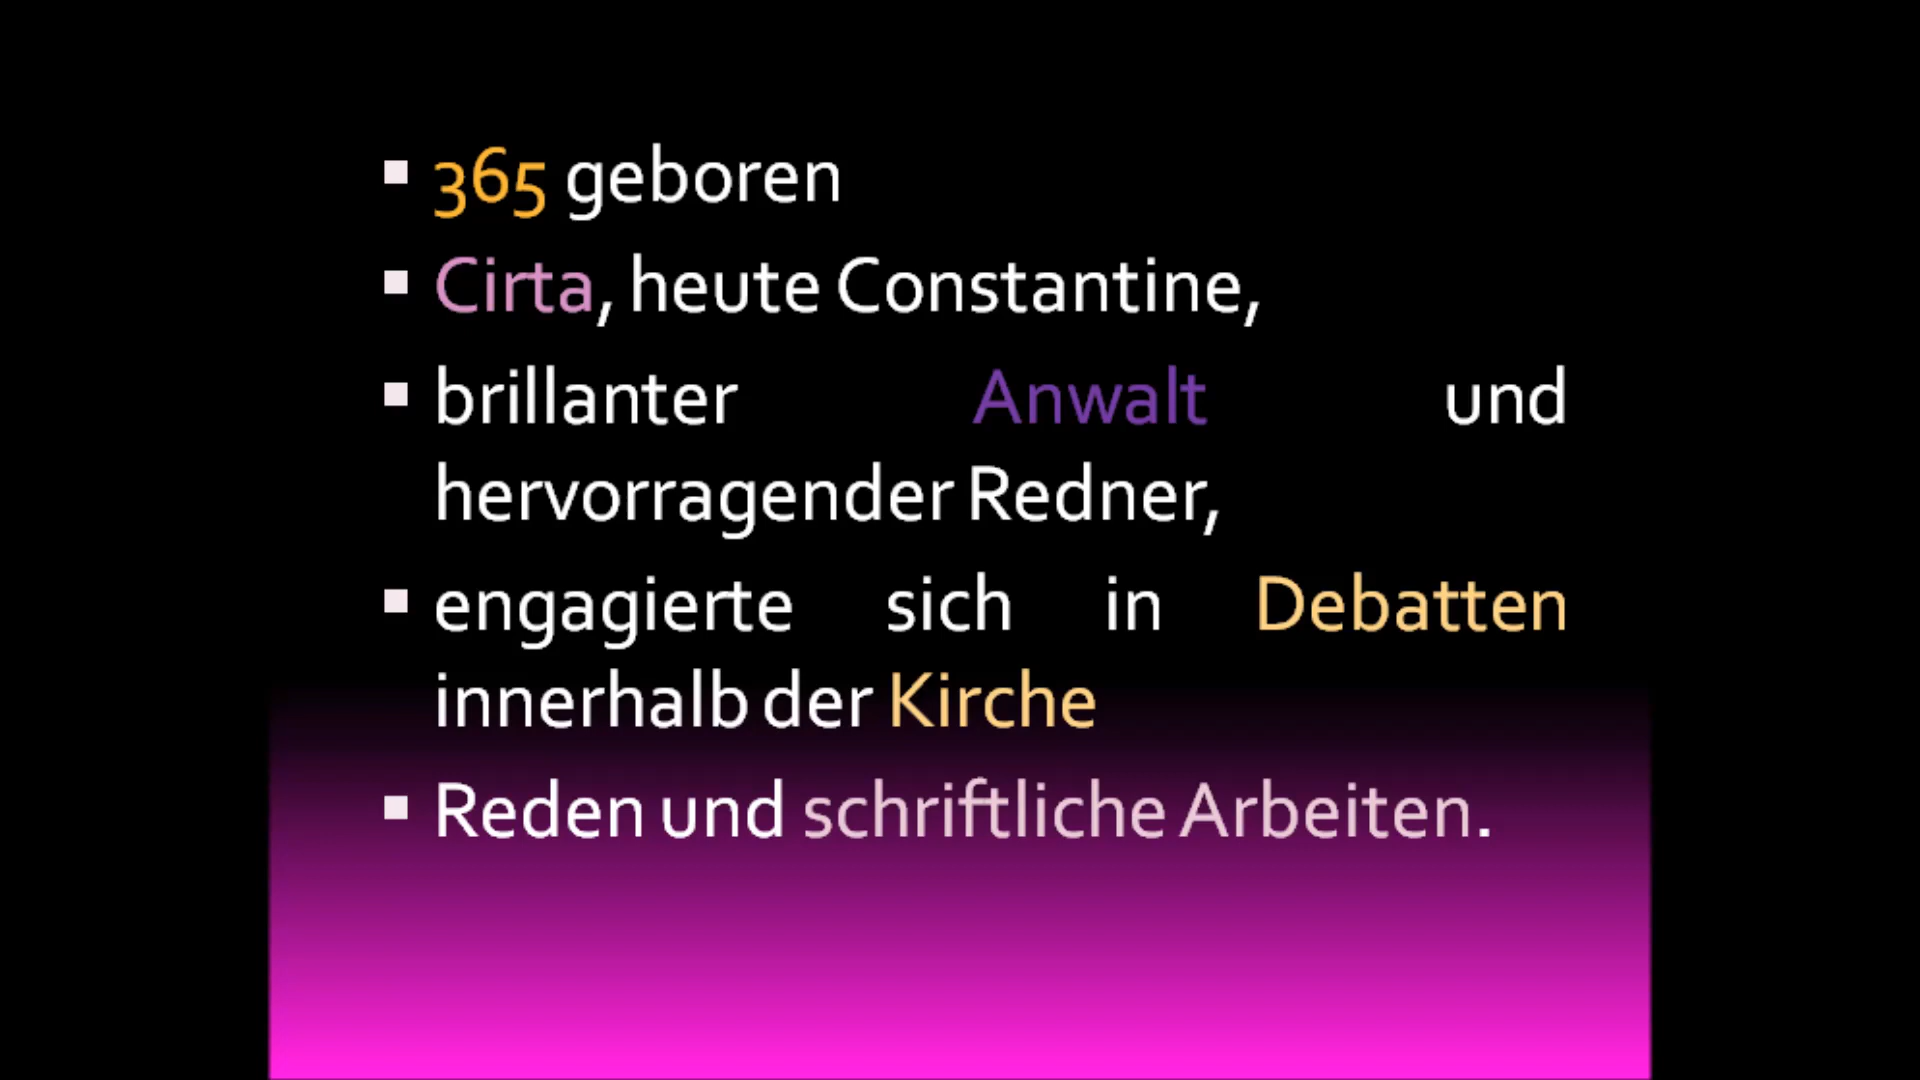 365 geboren
Cirta, heute Constantine,
brillanter Anwalt und
hervorragender Redner,
engagierte sich in Debatten
innerhalb der Kirche
Reden und schriftliche Arbeiten.